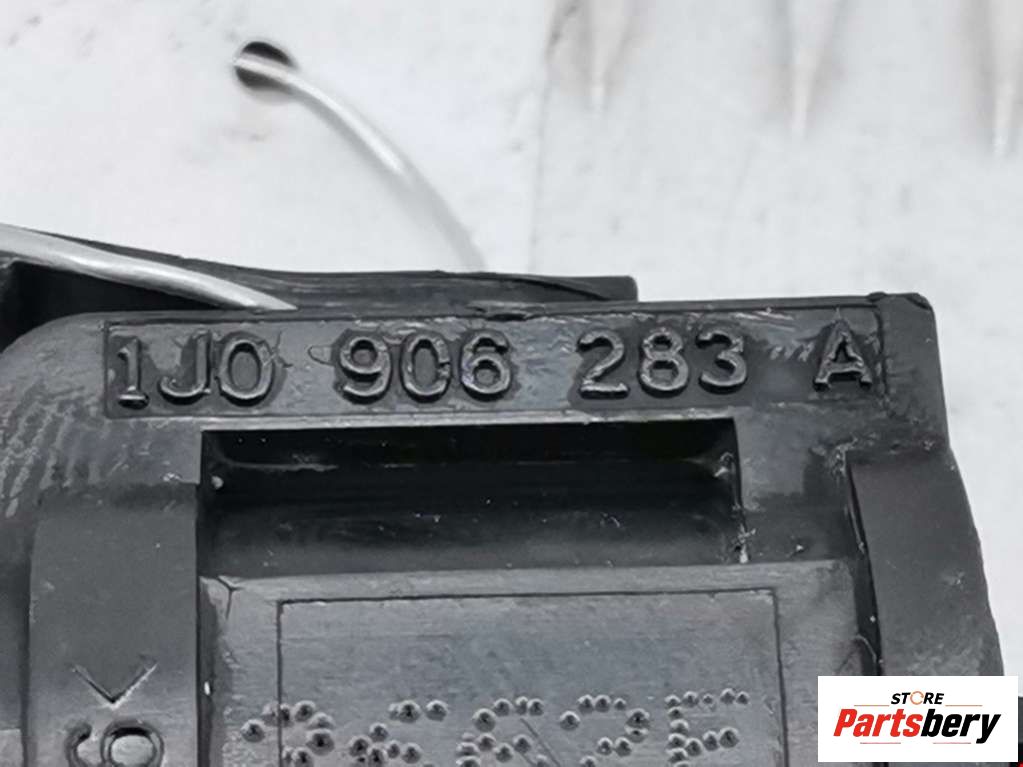 1J0 906 283 A
STORE
Partsbery